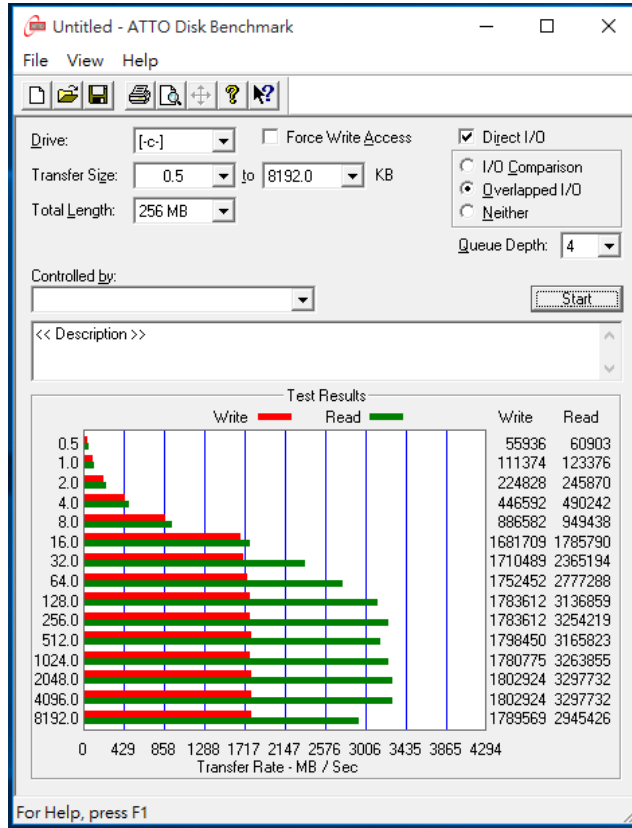 Untitled - ATTO Disk Benchmark
File View Help
Drive: [-c-] Force Write Access Direct I/O
Transfer Size: 0.5 to 8192.0 KB I/O Comparison
Overlapped I/O
Total Length: 256 MB Neither
Queue Depth: 4
Controlled by:
Start
<< Description >>
Test Results
Write Read Write Read
0.5 55936 60903
1.0 111374 123376
2.0 224828 245870
4.0 446592 490242
8.0 886582 949438
16.0 1681709 1785790
32.0 1710489 2365194
64.0 1752452 2777288
128.0 1783612 3136859
256.0 1783612 3254219
512.0 1798450 3165823
1024.0 1780775 3263855
2048.0 1802924 3297732
4096.0 1802924 3297732
8192.0 1789569 2945426
0 429 858 1288 1717 2147 2576 3006 3435 3865 4294
Transfer Rate - MB / Sec
For Help, press F1